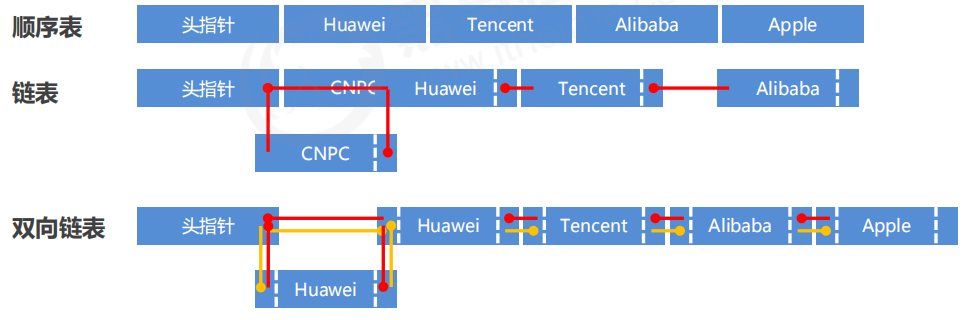 顺序表 头指针 Huawei Tencent Alibaba Apple
链表 头指针 CNPC Huawei Tencent Alibaba
CNPC
双向链表 头指针 Huawei Tencent Alibaba Apple
Huawei